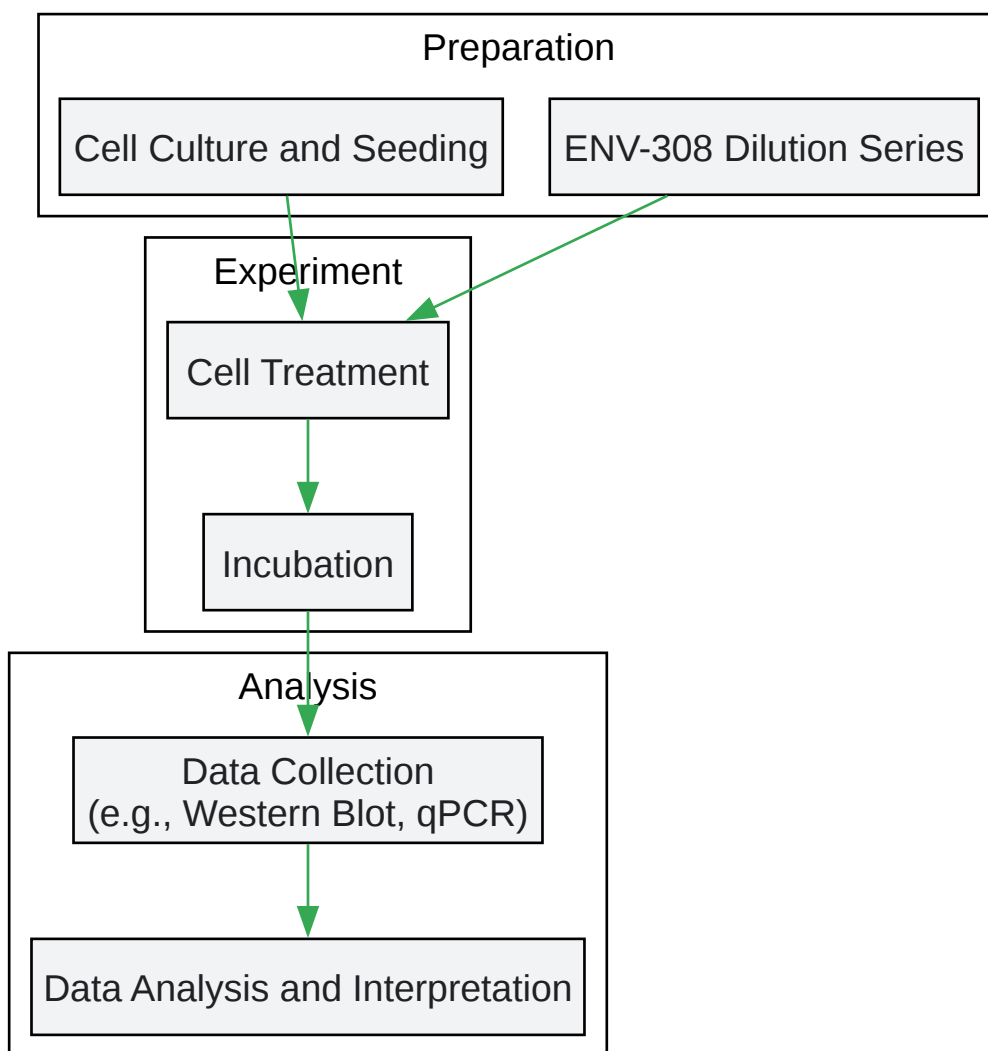 Preparation
Cell Culture and Seeding
ENV-308 Dilution Series
Experiment
Cell Treatment
Incubation
Analysis
Data Collection
(e.g., Western Blot, qPCR)
Data Analysis and Interpretation